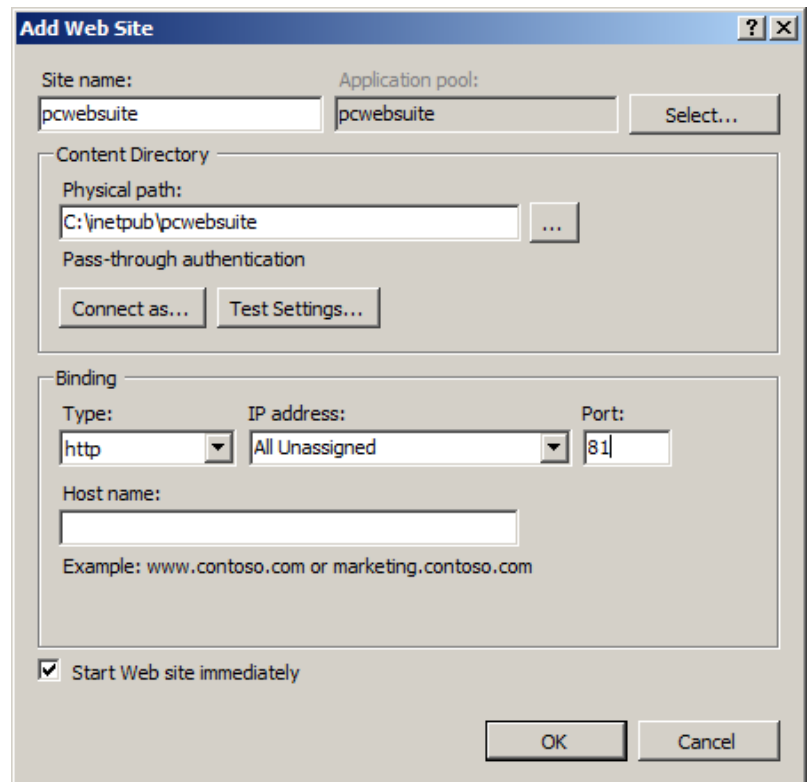 Add Web Site
Site name: Application pool:
pcwebsuite pcwebsuite Select...
Content Directory
Physical path:
C:\inetpub\pcwebsuite ...
Pass-through authentication
Connect as... Test Settings...
Binding
Type: IP address: Port:
http All Unassigned 81
Host name:
Example: www.contoso.com or marketing.contoso.com
Start Web site immediately
OK Cancel